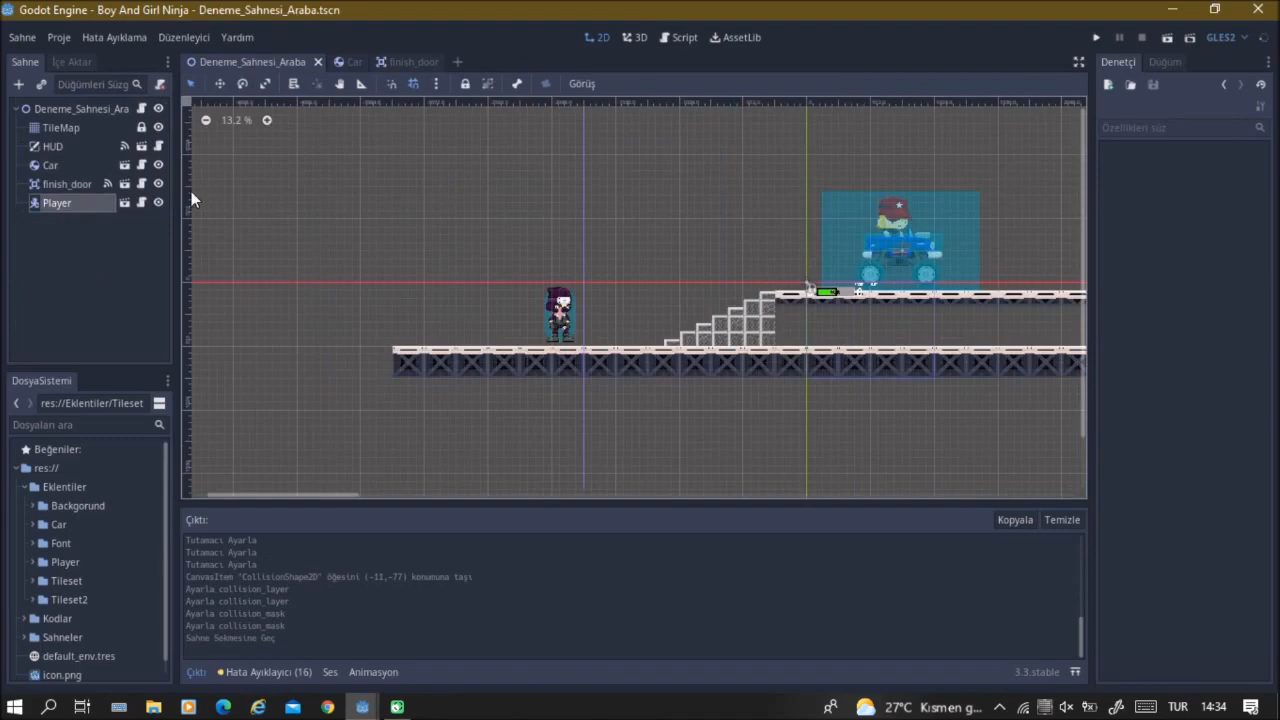 Godot Engine - Boy And Girl Ninja - Deneme_Sahnesi_Araba.tscn
Sahne Proje Hata Ayıklama Düzenleyici Yardım
2D 3D Script AssetLib
GLES2
Sahne İçe Aktar
Deneme_Sahnesi_Araba Car finish_door
Denetçi Düğüm
Düğümleri Süzg
Görüş
Deneme_Sahnesi_Ara
TileMap
HUD
Car
finish_door
Player
13,2 %
Özellikleri süz
DosyaSistemi
res://Eklentiler/Tileset
Dosyaları ara
Beğeniler:
res://
Eklentiler
Backgorund
Car
Font
Player
Tileset
Tileset2
Kodlar
Sahneler
default_env.tres
icon.png
Çıktı:
Kopyala Temizle
Tutamacı Ayarla
Tutamacı Ayarla
Tutamacı Ayarla
CanvasItem "CollisionShape2D" öğesini (-11,-77) konumuna taşı
Ayarla collision_layer
Ayarla collision_layer
Ayarla collision_mask
Ayarla collision_mask
Sahne Sekmesine Geç
Çıktı Hata Ayıklayıcı (16) Ses Animasyon
3.3.stable
27°C Kısmen g... TUR 14:34